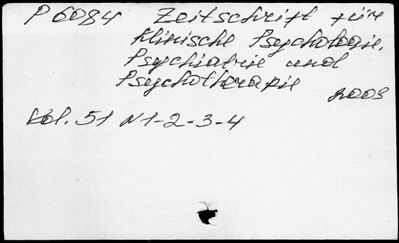 P 6084 Zeitschrift für
Klinische Psychologie,
Psychiatrie und
Psychotherapie
2003
Vol. 51 N 1-2-3-4